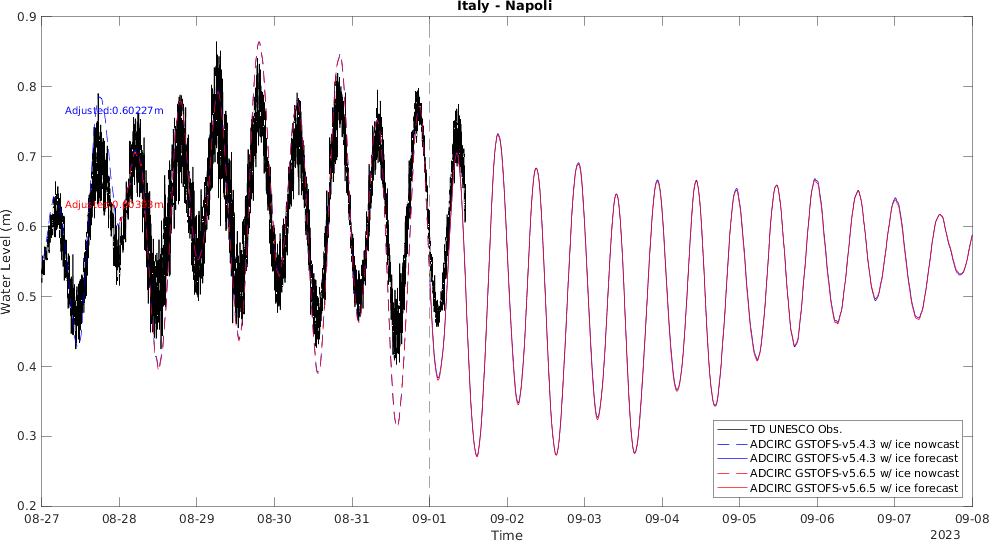 Italy - Napoli
0.9
0.8
0.7
0.6
0.5
0.4
0.3
0.2
Water Level (m)
Adjusted:0.60227m
TD UNESCO Obs.
ADCIRC GSTOFS-v5.4.3 w/ ice nowcast
ADCIRC GSTOFS-v5.4.3 w/ ice forecast
ADCIRC GSTOFS-v5.6.5 w/ ice nowcast
ADCIRC GSTOFS-v5.6.5 w/ ice forecast
08-27 08-28 08-29 08-30 08-31 09-01 09-02 09-03 09-04 09-05 09-06 09-07 09-08
Time
2023